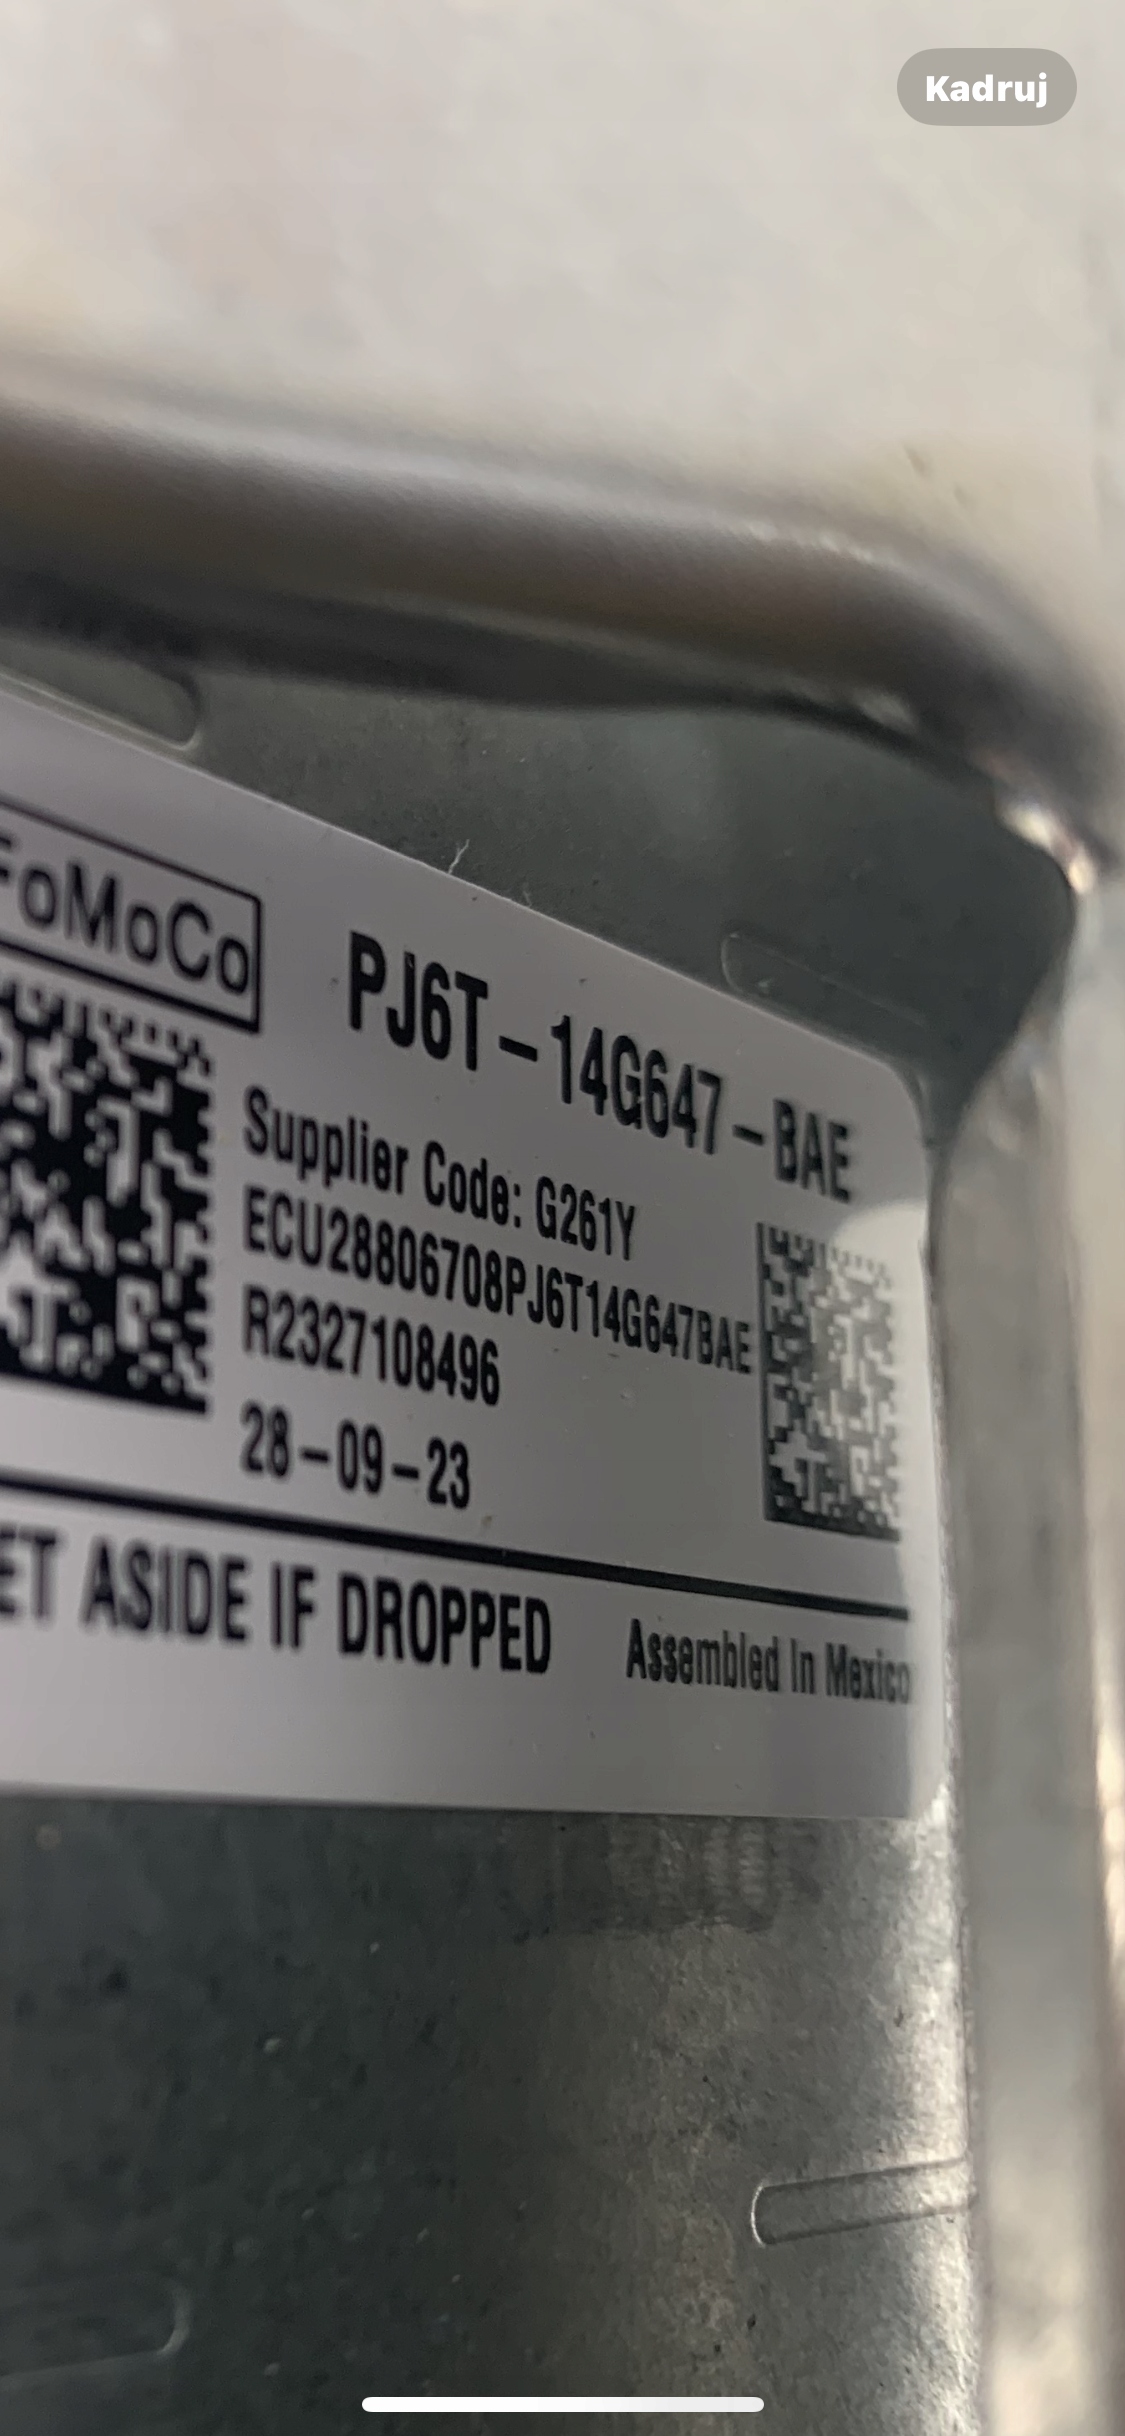 Kadruj
FoMoCo
PJ6T-14G647-BAE
Supplier Code: G261Y
ECU28806708PJ6T14G647BAE
R2327108496
28-09-23
ET ASIDE IF DROPPED
Assembled In Mexico